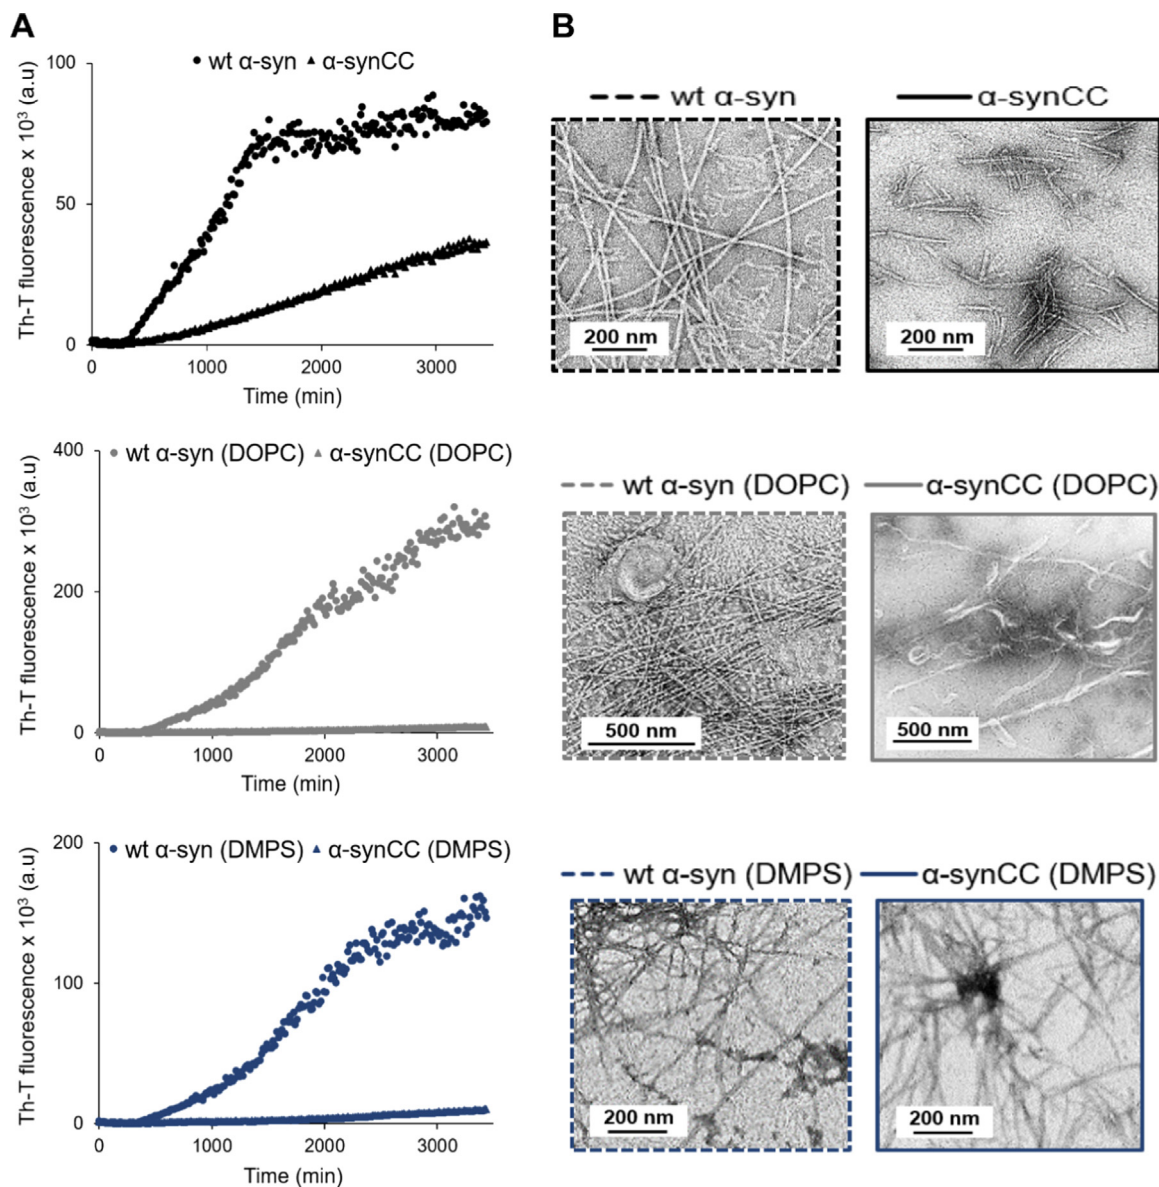 A
B
100
wt α-syn
α-synCC
Th-T fluorescence x 10³ (a.u)
50
0
0
1000
2000
3000
Time (min)
wt α-syn
α-synCC
200 nm
200 nm
400
wt α-syn (DOPC)
α-synCC (DOPC)
Th-T fluorescence x 10³ (a.u)
200
0
0
1000
2000
3000
Time (min)
wt α-syn (DOPC)
α-synCC (DOPC)
500 nm
500 nm
200
wt α-syn (DMPS)
α-synCC (DMPS)
Th-T fluorescence x 10³ (a.u)
100
0
0
1000
2000
3000
Time (min)
wt α-syn (DMPS)
α-synCC (DMPS)
200 nm
200 nm